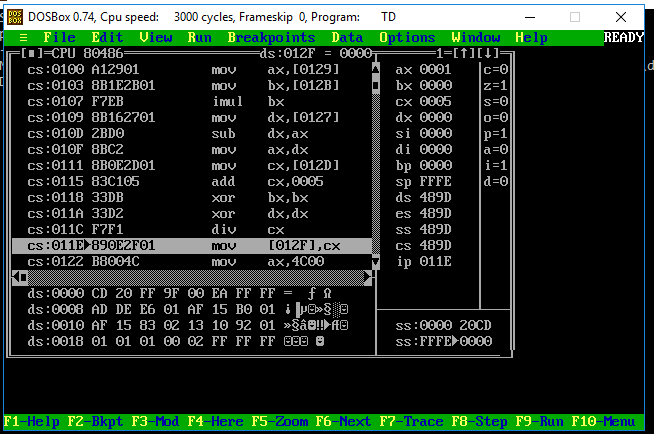 DOSBox 0.74, Cpu speed: 3000 cycles, Frameskip 0, Program: TD
≡ File Edit View Run Breakpoints Data Options Window Help READY
[■]=CPU 80486 ds:012F = 0000 1=[↑][↓]
cs:0100 A12901 mov ax,[0129] ax 0001 c=0
cs:0103 8B1E2B01 mov bx,[012B] bx 0000 z=1
cs:0107 F7EB imul bx cx 0005 s=0
cs:0109 8B162701 mov dx,[0127] dx 0000 o=0
cs:010D 2BD0 sub dx,ax si 0000 p=1
cs:010F 8BC2 mov ax,dx di 0000 a=0
cs:0111 8B0E2D01 mov cx,[012D] bp 0000 i=1
cs:0115 83C105 add cx,0005 sp FFFE d=0
cs:0118 33DB xor bx,bx ds 489D
cs:011A 33D2 xor dx,dx es 489D
cs:011C F7F1 div cx ss 489D
cs:011E►890E2F01 mov [012F],cx cs 489D
cs:0122 B8004C mov ax,4C00 ip 011E
ds:0000 CD 20 FF 9F 00 EA FF FF = ƒ Ω
ds:0008 AD DE E6 01 AF 15 B0 01 ¡▐µ☺»§░☺ ss:0000 20CD
ds:0010 AF 15 83 02 13 10 92 01 »§â☻‼►Æ☺ ss:FFFE►0000
ds:0018 01 01 01 00 02 FF FF FF ☺☺☺ ☻
F1-Help F2-Bkpt F3-Mod F4-Here F5-Zoom F6-Next F7-Trace F8-Step F9-Run F10-Menu